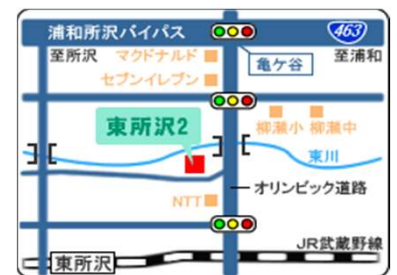 浦和所沢バイパス
463
至所沢
マクドナルド
亀ケ谷
至浦和
セブンイレブン
東所沢2
柳瀬小 柳瀬中
東川
オリンピック道路
NTT
JR武蔵野線
東所沢